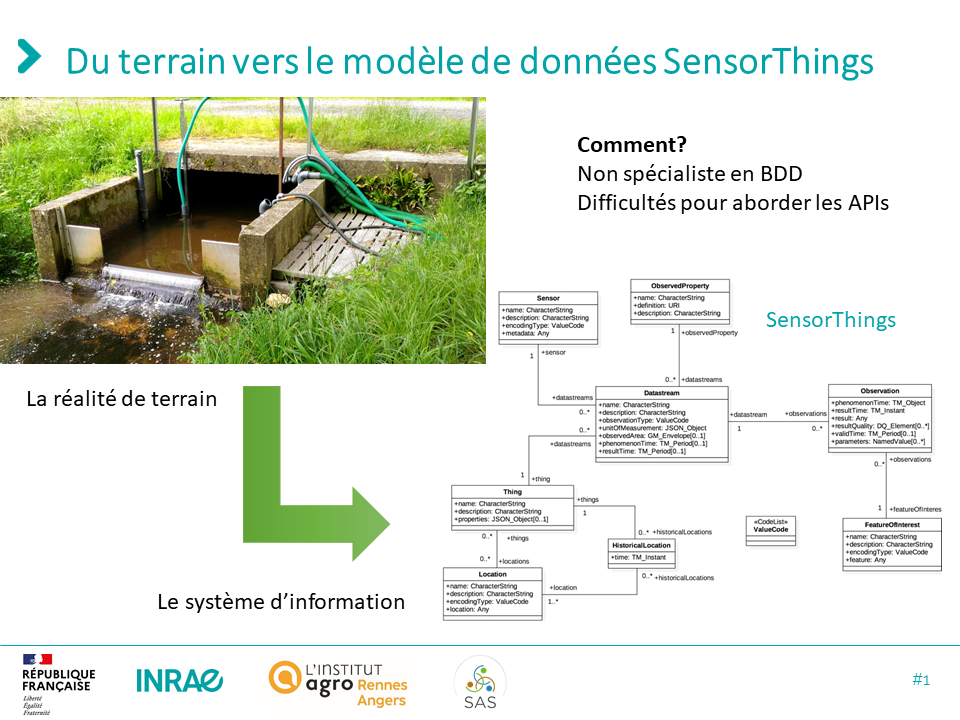 Du terrain vers le modèle de données SensorThings
Comment?
Non spécialiste en BDD
Difficultés pour aborder les APIs
SensorThings
La réalité de terrain
Le système d’information
Sensor
+name: CharacterString
+description: CharacterString
+encodingType: ValueCode
+metadata: Any
ObservedProperty
+name: CharacterString
+definition: URI
+description: CharacterString
1
+sensor
1
+observedProperty
+datastreams
0..*
0..*
+datastreams
Datastream
+name: CharacterString
+description: CharacterString
+observationType: ValueCode
+unitOfMeasurement: JSON_Object
+observedArea: GM_Envelope[0..1]
+phenomenonTime: TM_Period[0..1]
+resultTime: TM_Period[0..1]
+datastream
1
+observations
0..*
Observation
+phenomenonTime: TM_Object
+resultTime: TM_Instant
+result: Any
+resultQuality: DQ_Element[0..*]
+validTime: TM_Period[0..1]
+parameters: NamedValue[0..*]
0..*
+datastreams
1
+thing
0..*
+observations
1
+featureOfInteres
Thing
+name: CharacterString
+description: CharacterString
+properties: JSON_Object[0..1]
+things
1
0..*
+historicalLocations
HistoricalLocation
+time: TM_Instant
0..*
+historicalLocations
«CodeList»
ValueCode
FeatureOfInterest
+name: CharacterString
+description: CharacterString
+encodingType: ValueCode
+feature: Any
0..*
+things
0..*
+locations
Location
+name: CharacterString
+description: CharacterString
+encodingType: ValueCode
+location: Any
+location
1..*
RÉPUBLIQUE
FRANÇAISE
Liberté
Égalité
Fraternité
INRAE
L'INSTITUT
agro Rennes
Angers
SAS
#1